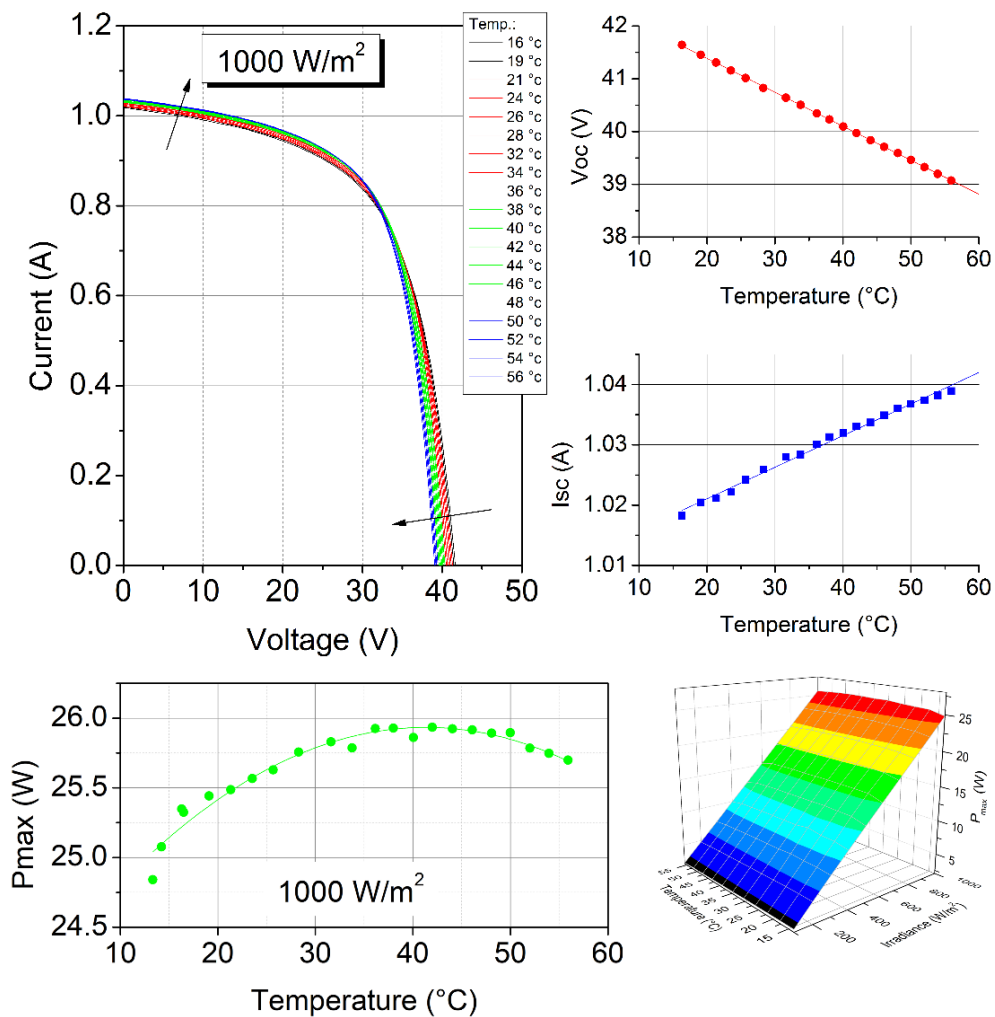 1.2
1.0
0.8
0.6
0.4
0.2
0.0
Current (A)
1000 W/m²
Temp.:
16 °c
19 °c
21 °c
24 °c
26 °c
28 °c
32 °c
34 °c
36 °c
38 °c
40 °c
42 °c
44 °c
46 °c
48 °c
50 °c
52 °c
54 °c
56 °c
0 10 20 30 40 50
Voltage (V)
42
41
40
39
38
Voc (V)
10 20 30 40 50 60
Temperature (°C)
1.04
1.03
1.02
1.01
Isc (A)
10 20 30 40 50 60
Temperature (°C)
26.0
25.5
25.0
24.5
Pmax (W)
1000 W/m²
10 20 30 40 50 60
Temperature (°C)
25
20
15
10
5
Pmax (W)
1000
800
600
400
200
Irradiance (W/m²)
Temperature (°C)
15